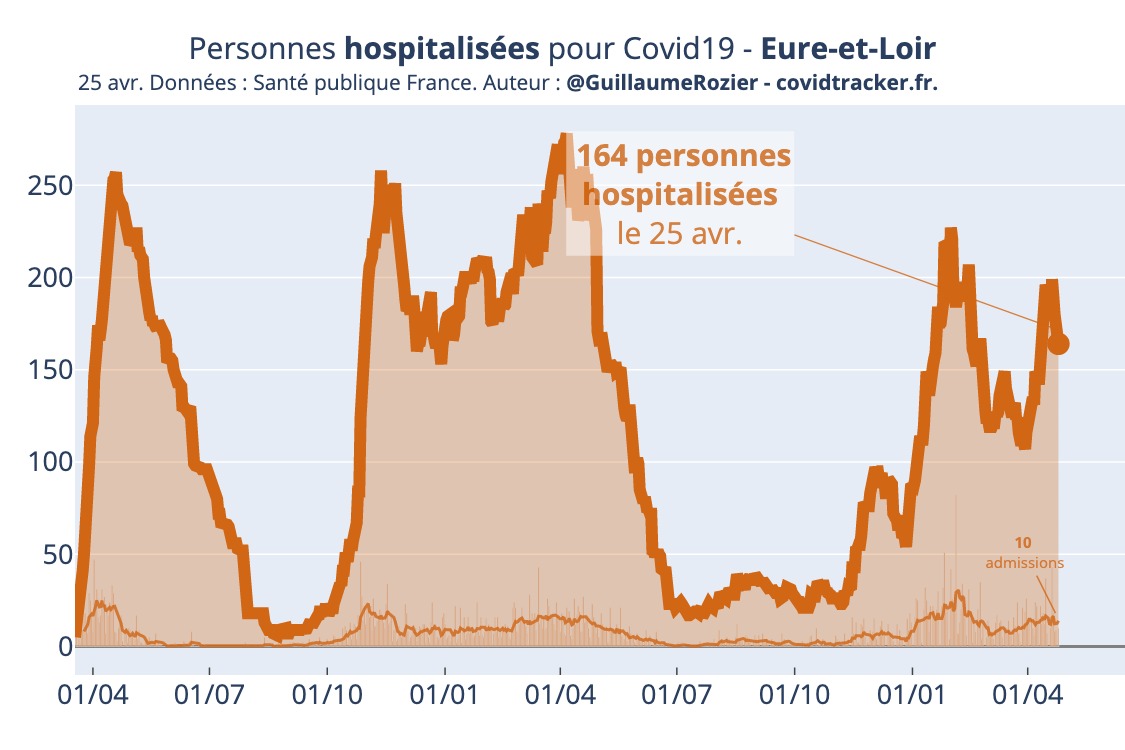 Personnes hospitalisées pour Covid19 - Eure-et-Loir
25 avr. Données : Santé publique France. Auteur : @GuillaumeRozier - covidtracker.fr.
164 personnes
hospitalisées
le 25 avr.
250
200
150
100
50
0
10
admissions
01/04
01/07
01/10
01/01
01/04
01/07
01/10
01/01
01/04